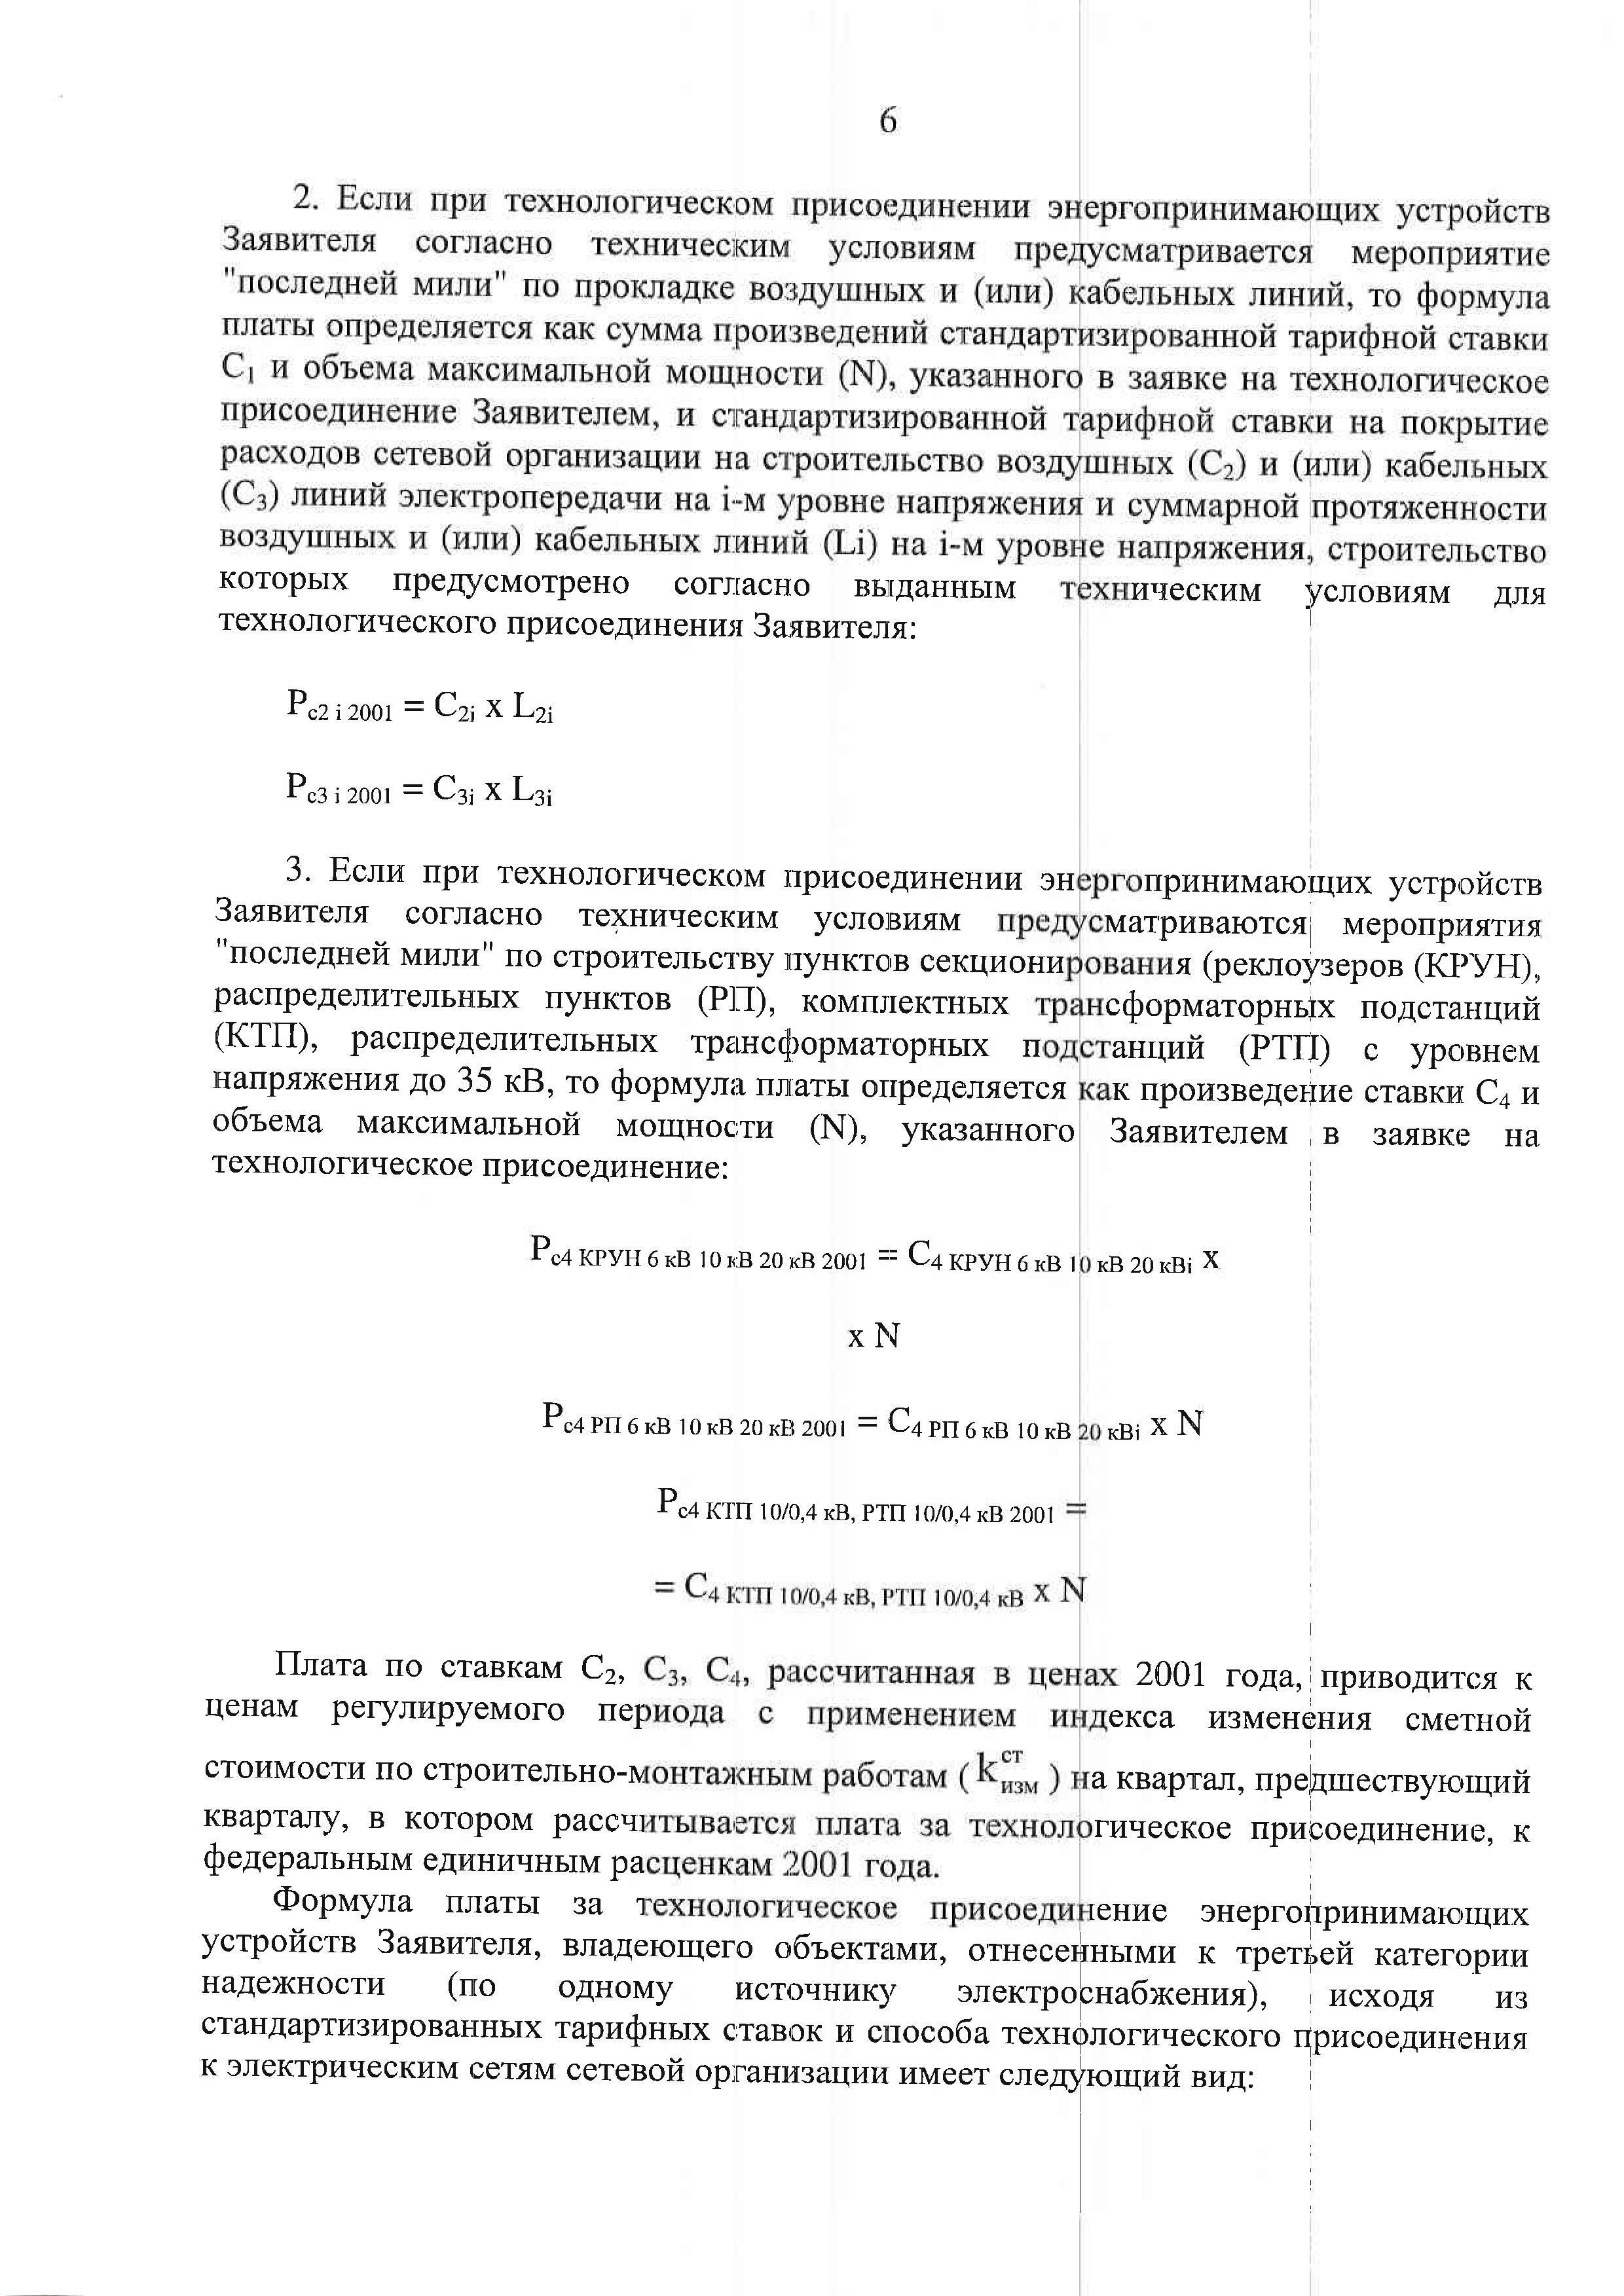 6
2. Если при технологическом присоединении энергопринимающих устройств
Заявителя согласно техническим условиям предусматривается мероприятие
"последней мили" по прокладке воздушных и (или) кабельных линий, то формула
платы определяется как сумма произведений стандартизированной тарифной ставки
C₁ и объема максимальной мощности (N), указанного в заявке на технологическое
присоединение Заявителем, и стандартизированной тарифной ставки на покрытие
расходов сетевой организации на строительство воздушных (C₂) и (или) кабельных
(C₃) линий электропередачи на i-м уровне напряжения и суммарной протяженности
воздушных и (или) кабельных линий (Li) на i-м уровне напряжения, строительство
которых предусмотрено согласно выданным техническим условиям для
технологического присоединения Заявителя:
Pс2 i 2001 = C2i x L2i
Pс3 i 2001 = C3i x L3i
3. Если при технологическом присоединении энергопринимающих устройств
Заявителя согласно техническим условиям предусматриваются мероприятия
"последней мили" по строительству пунктов секционирования (реклоузеров (КРУН),
распределительных пунктов (РП), комплектных трансформаторных подстанций
(КТП), распределительных трансформаторных подстанций (РТП) с уровнем
напряжения до 35 кВ, то формула платы определяется как произведение ставки C₄ и
объема максимальной мощности (N), указанного Заявителем в заявке на
технологическое присоединение:
Pс4 КРУН 6 кВ 10 кВ 20 кВ 2001 = C4 КРУН 6 кВ 10 кВ 20 кВi x
x N
Pс4 РП 6 кВ 10 кВ 20 кВ 2001 = C4 РП 6 кВ 10 кВ 20 кВi x N
Pс4 КТП 10/0,4 кВ, РТП 10/0,4 кВ 2001 =
= C4 КТП 10/0,4 кВ, РТП 10/0,4 кВ x N
Плата по ставкам C₂, C₃, C₄, рассчитанная в ценах 2001 года, приводится к
ценам регулируемого периода с применением индекса изменения сметной
стоимости по строительно-монтажным работам ( k ст изм ) на квартал, предшествующий
кварталу, в котором рассчитывается плата за технологическое присоединение, к
федеральным единичным расценкам 2001 года.
Формула платы за технологическое присоединение энергопринимающих
устройств Заявителя, владеющего объектами, отнесенными к третьей категории
надежности (по одному источнику электроснабжения), исходя из
стандартизированных тарифных ставок и способа технологического присоединения
к электрическим сетям сетевой организации имеет следующий вид: